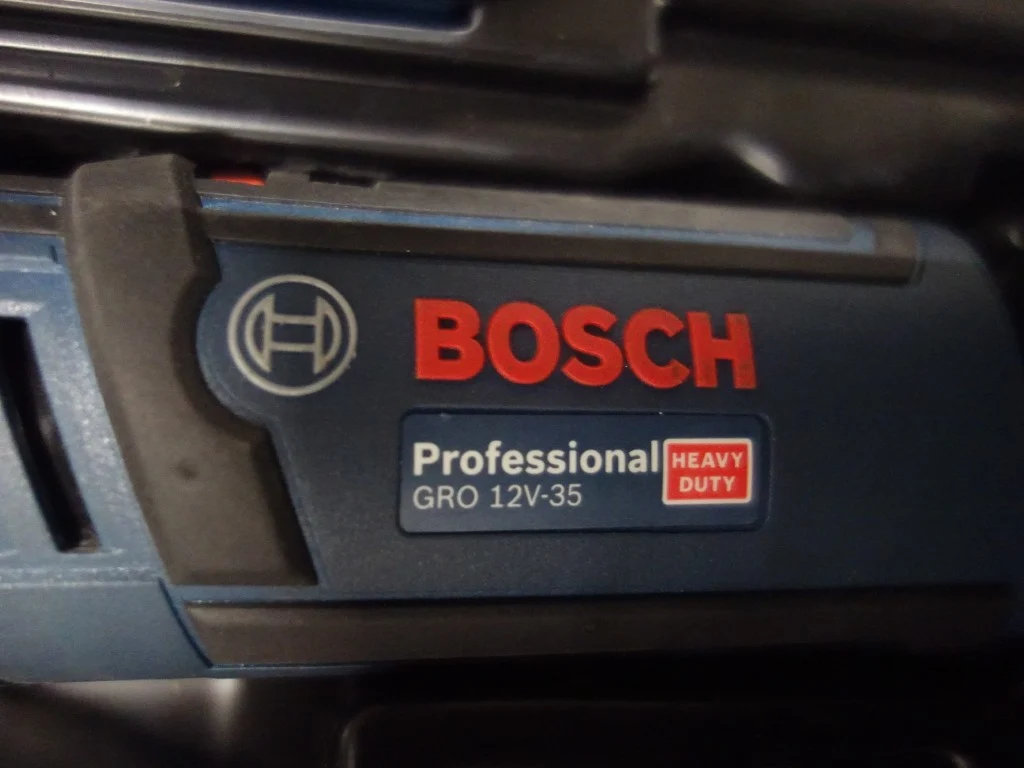 BOSCH
Professional HEAVY DUTY
GRO 12V-35